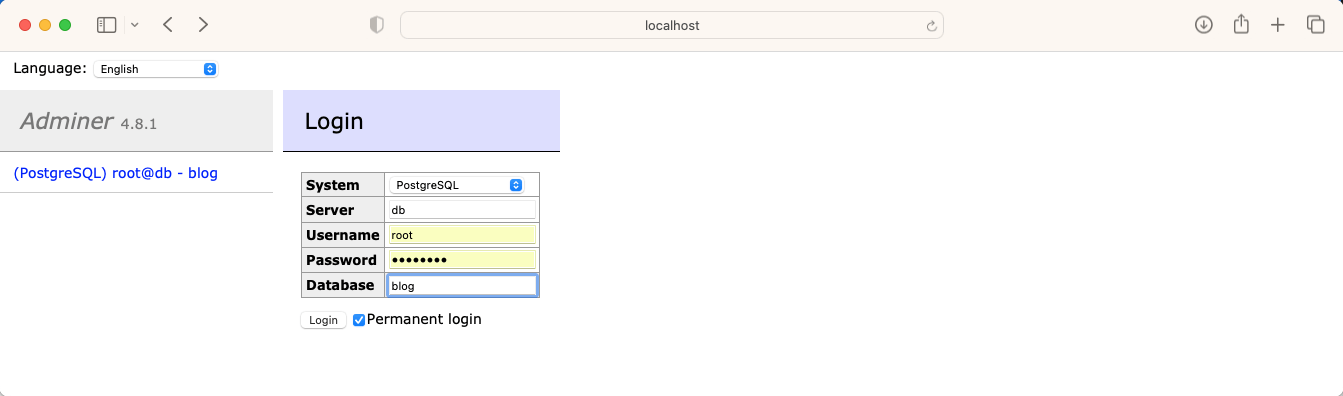 localhost
Language: English
Adminer 4.8.1
Login
(PostgreSQL) root@db - blog
System PostgreSQL
Server db
Username root
Password ••••••••
Database blog
Login Permanent login